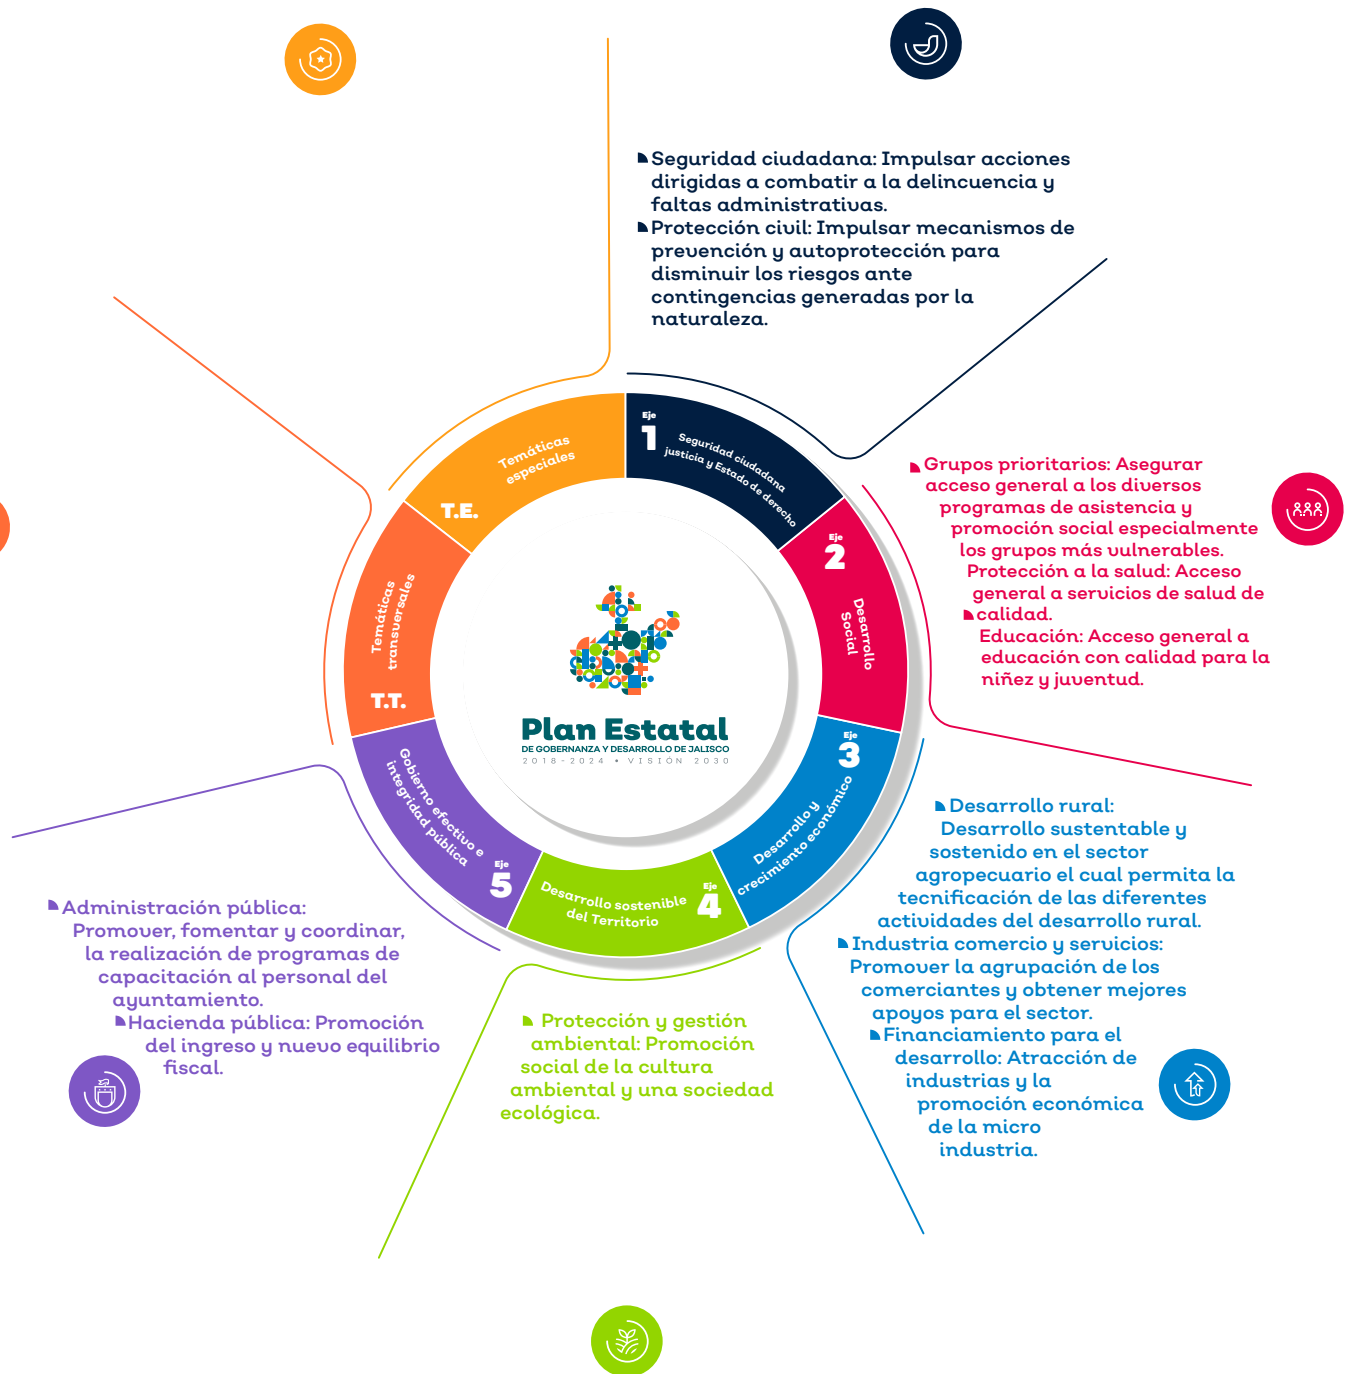 Seguridad ciudadana: Impulsar acciones
dirigidas a combatir a la delincuencia y
faltas administrativas.
Protección civil: Impulsar mecanismos de
prevención y autoprotección para
disminuir los riesgos ante
contingencias generadas por la
naturaleza.
Eje
1
Seguridad ciudadana
justicia y Estado de derecho
Temáticas
especiales
T.E.
Grupos prioritarios: Asegurar
acceso general a los diversos
programas de asistencia y
promoción social especialmente
los grupos más vulnerables.
Protección a la salud: Acceso
general a servicios de salud de
calidad.
Educación: Acceso general a
educación con calidad para la
niñez y juventud.
Eje
2
Desarrollo
Social
Temáticas
transversales
T.T.
Plan Estatal
DE GOBERNANZA Y DESARROLLO DE JALISCO
2018-2024 • VISIÓN 2030
Eje
3
Desarrollo y
crecimiento económico
Desarrollo rural:
Desarrollo sustentable y
sostenido en el sector
agropecuario el cual permita la
tecnificación de las diferentes
actividades del desarrollo rural.
Industria comercio y servicios:
Promover la agrupación de los
comerciantes y obtener mejores
apoyos para el sector.
Financiamiento para el
desarrollo: Atracción de
industrias y la
promoción económica
de la micro
industria.
Eje
4
Desarrollo sostenible
del Territorio
Protección y gestión
ambiental: Promoción
social de la cultura
ambiental y una sociedad
ecológica.
Eje
5
Gobierno efectivo e
integridad pública
Administración pública:
Promover, fomentar y coordinar,
la realización de programas de
capacitación al personal del
ayuntamiento.
Hacienda pública: Promoción
del ingreso y nuevo equilibrio
fiscal.